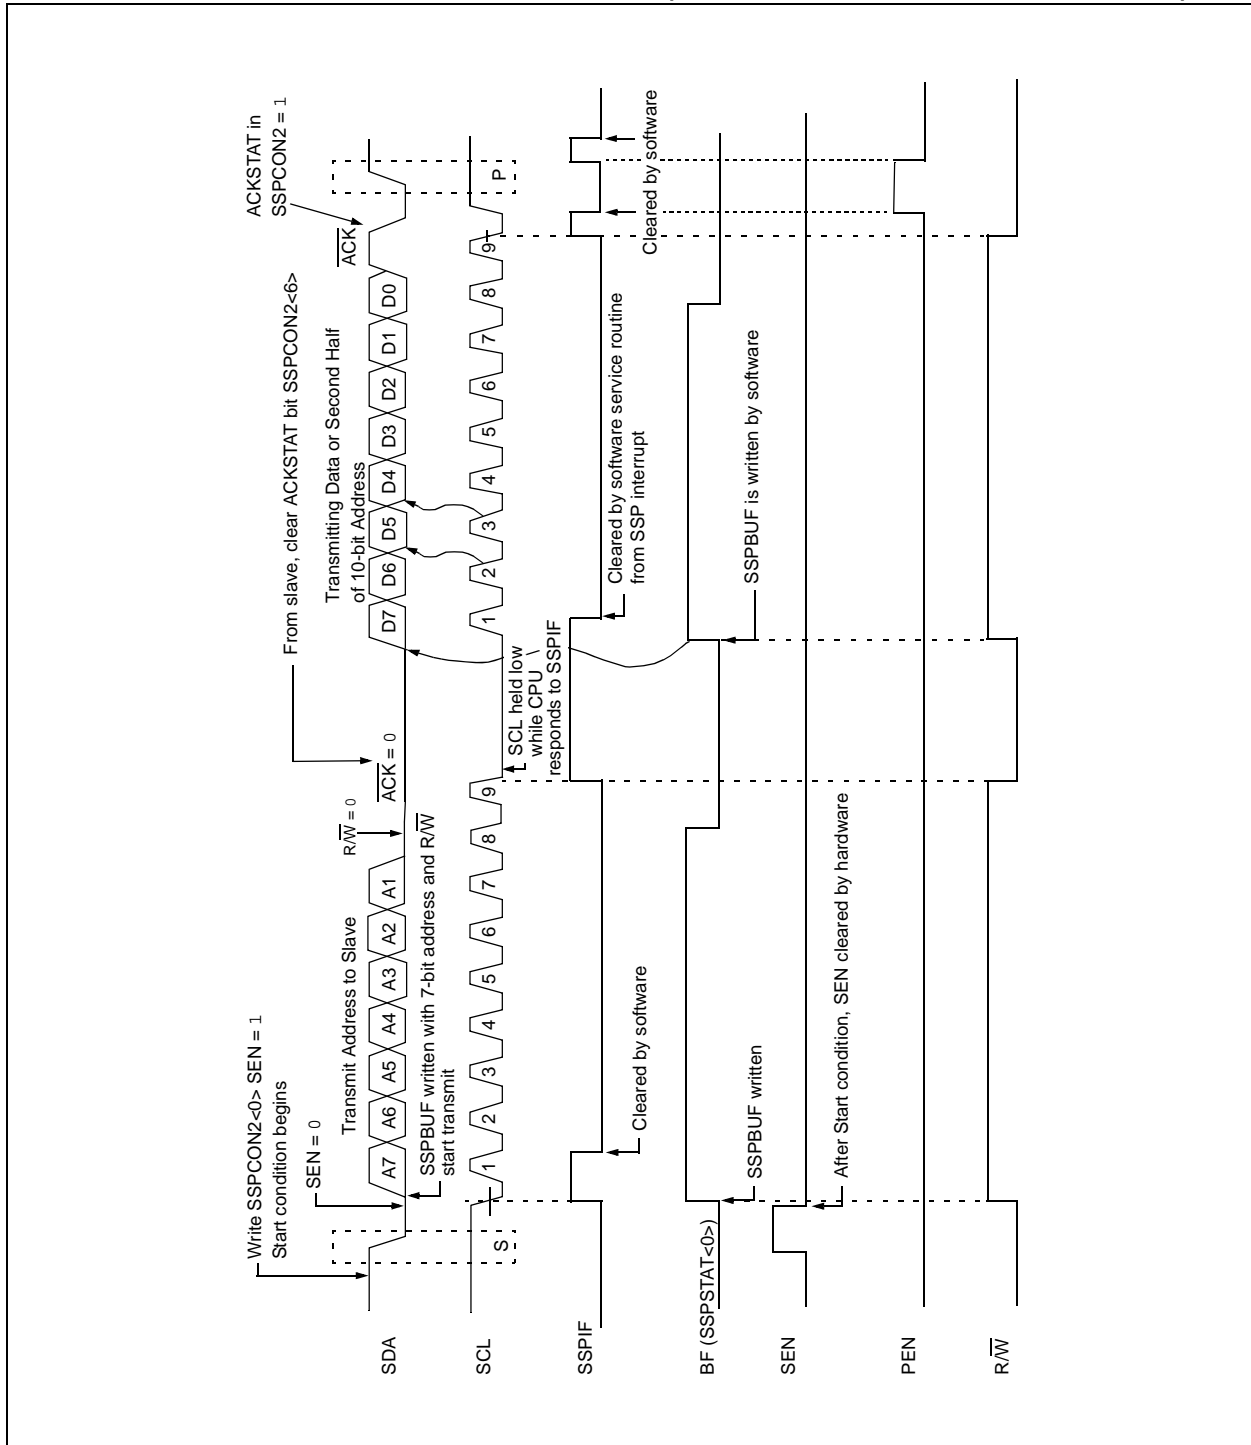 Write SSPCON2<0> SEN = 1
Start condition begins
SEN = 0
Transmit Address to Slave
R/W = 0
From slave, clear ACKSTAT bit SSPCON2<6>
ACK = 0
Transmitting Data or Second Half
of 10-bit Address
ACKSTAT in
SSPCON2 = 1
ACK
SDA
A7 A6 A5 A4 A3 A2 A1
D7 D6 D5 D4 D3 D2 D1 D0
SSPBUF written with 7-bit address and R/W
start transmit
SCL
S
1 2 3 4 5 6 7 8 9
1 2 3 4 5 6 7 8 9
P
SCL held low
while CPU
responds to SSPIF
SSPIF
Cleared by software
Cleared by software service routine
from SSP interrupt
Cleared by software
Cleared by software
BF (SSPSTAT<0>)
SSPBUF written
SSPBUF is written by software
SEN
After Start condition, SEN cleared by hardware
PEN
R/W